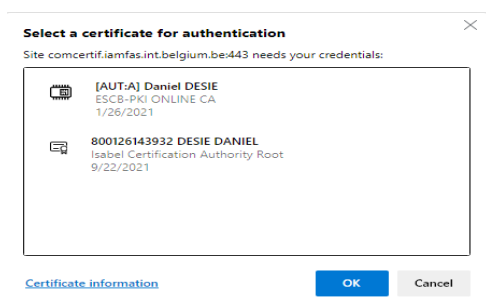 Select a certificate for authentication
Site comcertif.iamfas.int.belgium.be:443 needs your credentials:
[AUT:A] Daniel DESIE
ESCB-PKI ONLINE CA
1/26/2021
800126143932 DESIE DANIEL
Isabel Certification Authority Root
9/22/2021
Certificate information
OK
Cancel